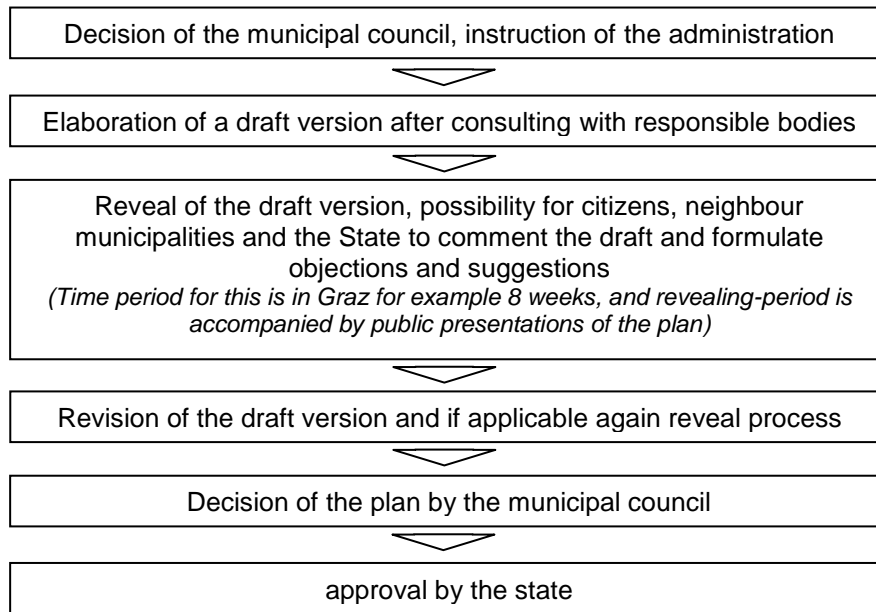 Decision of the municipal council, instruction of the administration
Elaboration of a draft version after consulting with responsible bodies
Reveal of the draft version, possibility for citizens, neighbour
municipalities and the State to comment the draft and formulate
objections and suggestions
(Time period for this is in Graz for example 8 weeks, and revealing-period is
accompanied by public presentations of the plan)
Revision of the draft version and if applicable again reveal process
Decision of the plan by the municipal council
approval by the state